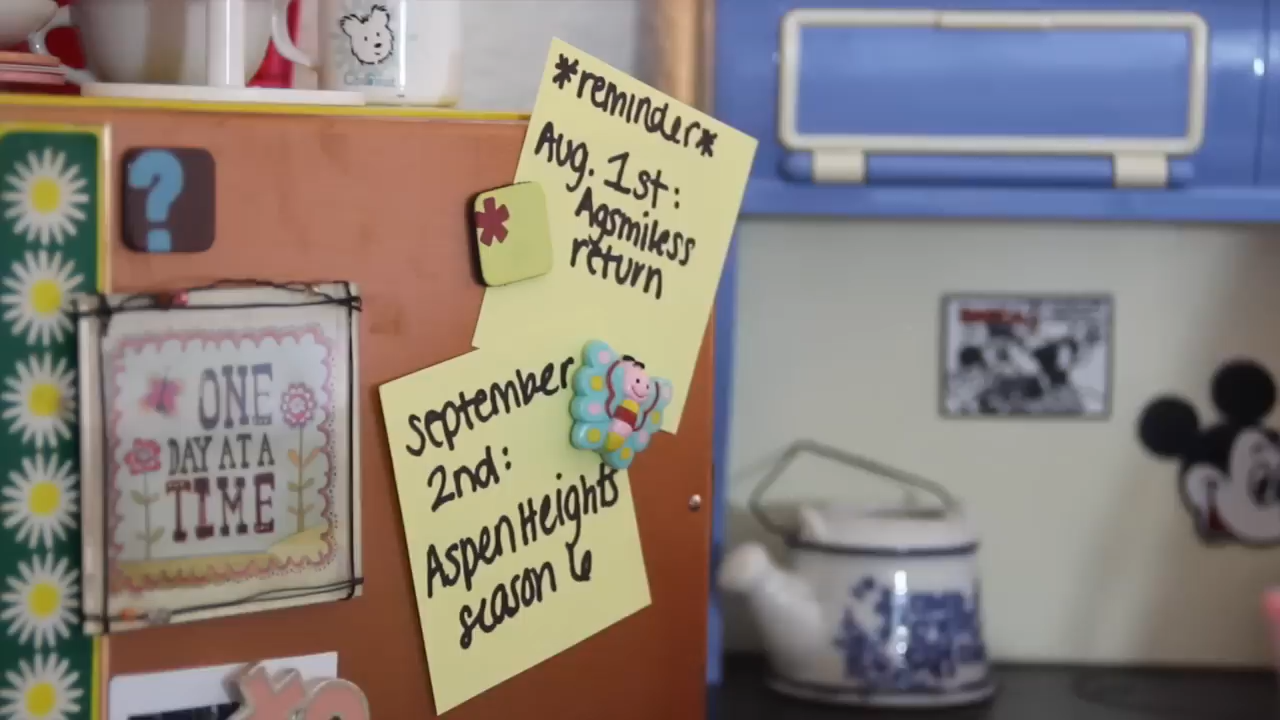 *reminder*
Aug. 1st:
Agsmiless
return
september
2nd:
Aspen Heights
season 6
?
*
ONE
DAY AT A
TIME